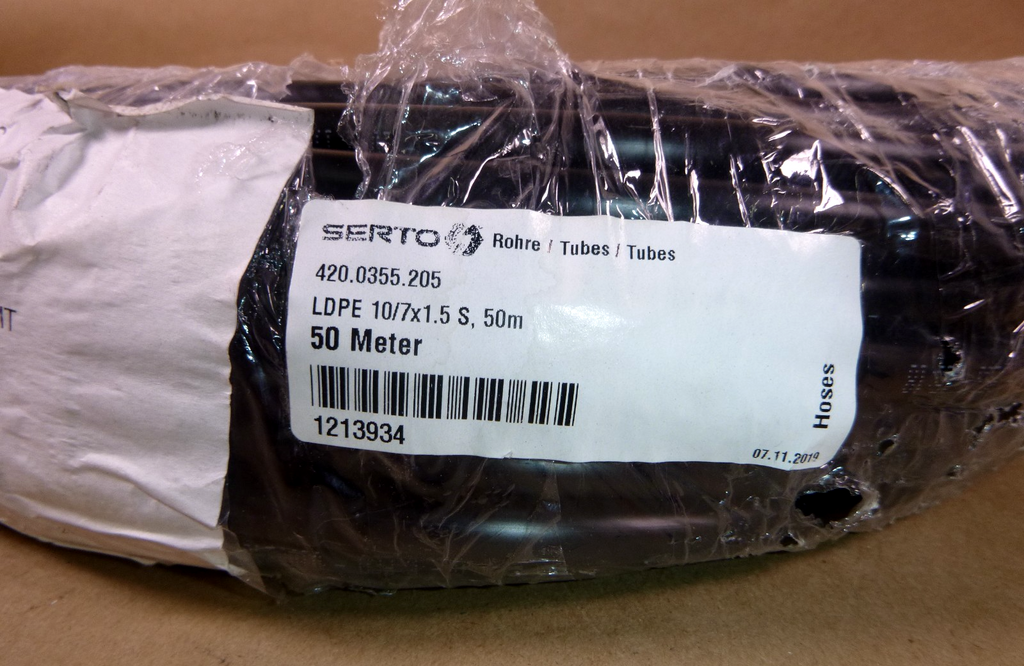 SERTO Rohre / Tubes / Tubes
420.0355.205
LDPE 10/7x1.5 S, 50m
50 Meter
1213934
Hoses
07.11.2019